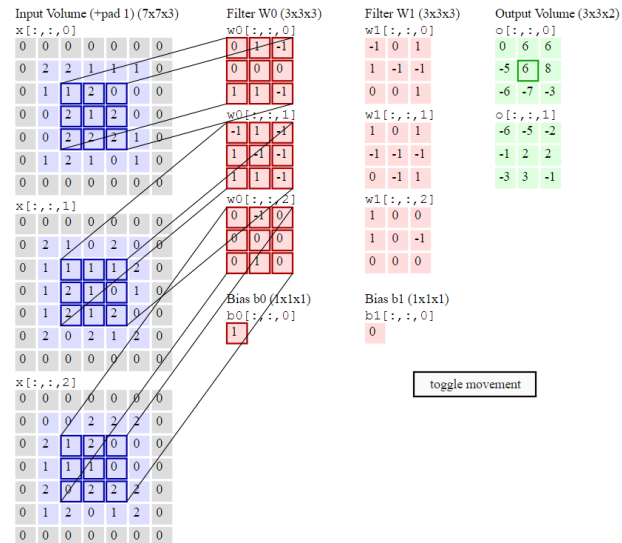 Input Volume (+pad 1) (7x7x3)
x[:,:,0]
0 0 0 0 0 0 0
0 2 2 1 1 1 0
0 1 1 2 0 0 0
0 0 2 1 2 0 0
0 0 2 2 2 1 0
0 1 2 1 0 1 0
0 0 0 0 0 0 0
x[:,:,1]
0 0 0 0 0 0 0
0 2 1 0 2 0 0
0 1 1 1 1 2 0
0 1 2 1 0 1 0
0 1 2 1 2 0 0
0 2 0 2 1 2 0
0 0 0 0 0 0 0
x[:,:,2]
0 0 0 0 0 0 0
0 0 0 2 2 2 0
0 2 1 2 0 0 0
0 1 1 1 0 0 0
0 2 0 2 2 2 0
0 1 2 0 1 2 0
0 0 0 0 0 0 0
Filter W0 (3x3x3)
w0[:,:,0]
0 1 -1
0 0 0
1 1 -1
w0[:,:,1]
-1 1 -1
1 -1 -1
1 1 -1
w0[:,:,2]
0 -1 0
0 0 0
0 1 0
Bias b0 (1x1x1)
b0[:,:,0]
1
Filter W1 (3x3x3)
w1[:,:,0]
-1 0 1
1 -1 -1
0 0 1
w1[:,:,1]
1 0 1
-1 -1 -1
0 -1 1
w1[:,:,2]
1 0 0
1 0 -1
0 0 0
Bias b1 (1x1x1)
b1[:,:,0]
0
Output Volume (3x3x2)
o[:,:,0]
0 6 6
-5 6 8
-6 -7 -3
o[:,:,1]
-6 -5 -2
-1 2 2
-3 3 -1
toggle movement